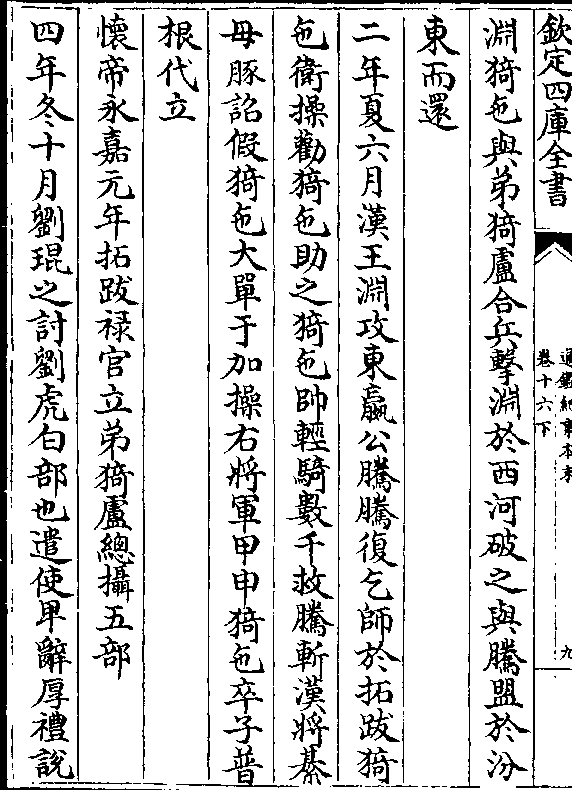 欽定四庫全書
通鑑紀事本末
卷十六下
九
淵猗㐌與弟猗盧合兵擊淵於西河破之與騰盟於汾
東而還
二年夏六月漢王淵攻東嬴公騰騰復乞師於拓跋猗
㐌衛操勸猗㐌助之猗㐌帥輕騎數千救騰斬漢將綦
毋豚詔假猗㐌大單于加操右將軍甲申猗㐌卒子普
根代立
懷帝永嘉元年拓跋禄官立弟猗盧總攝五部
四年冬十月劉琨之討劉虎白部也遣使卑辭厚禮說